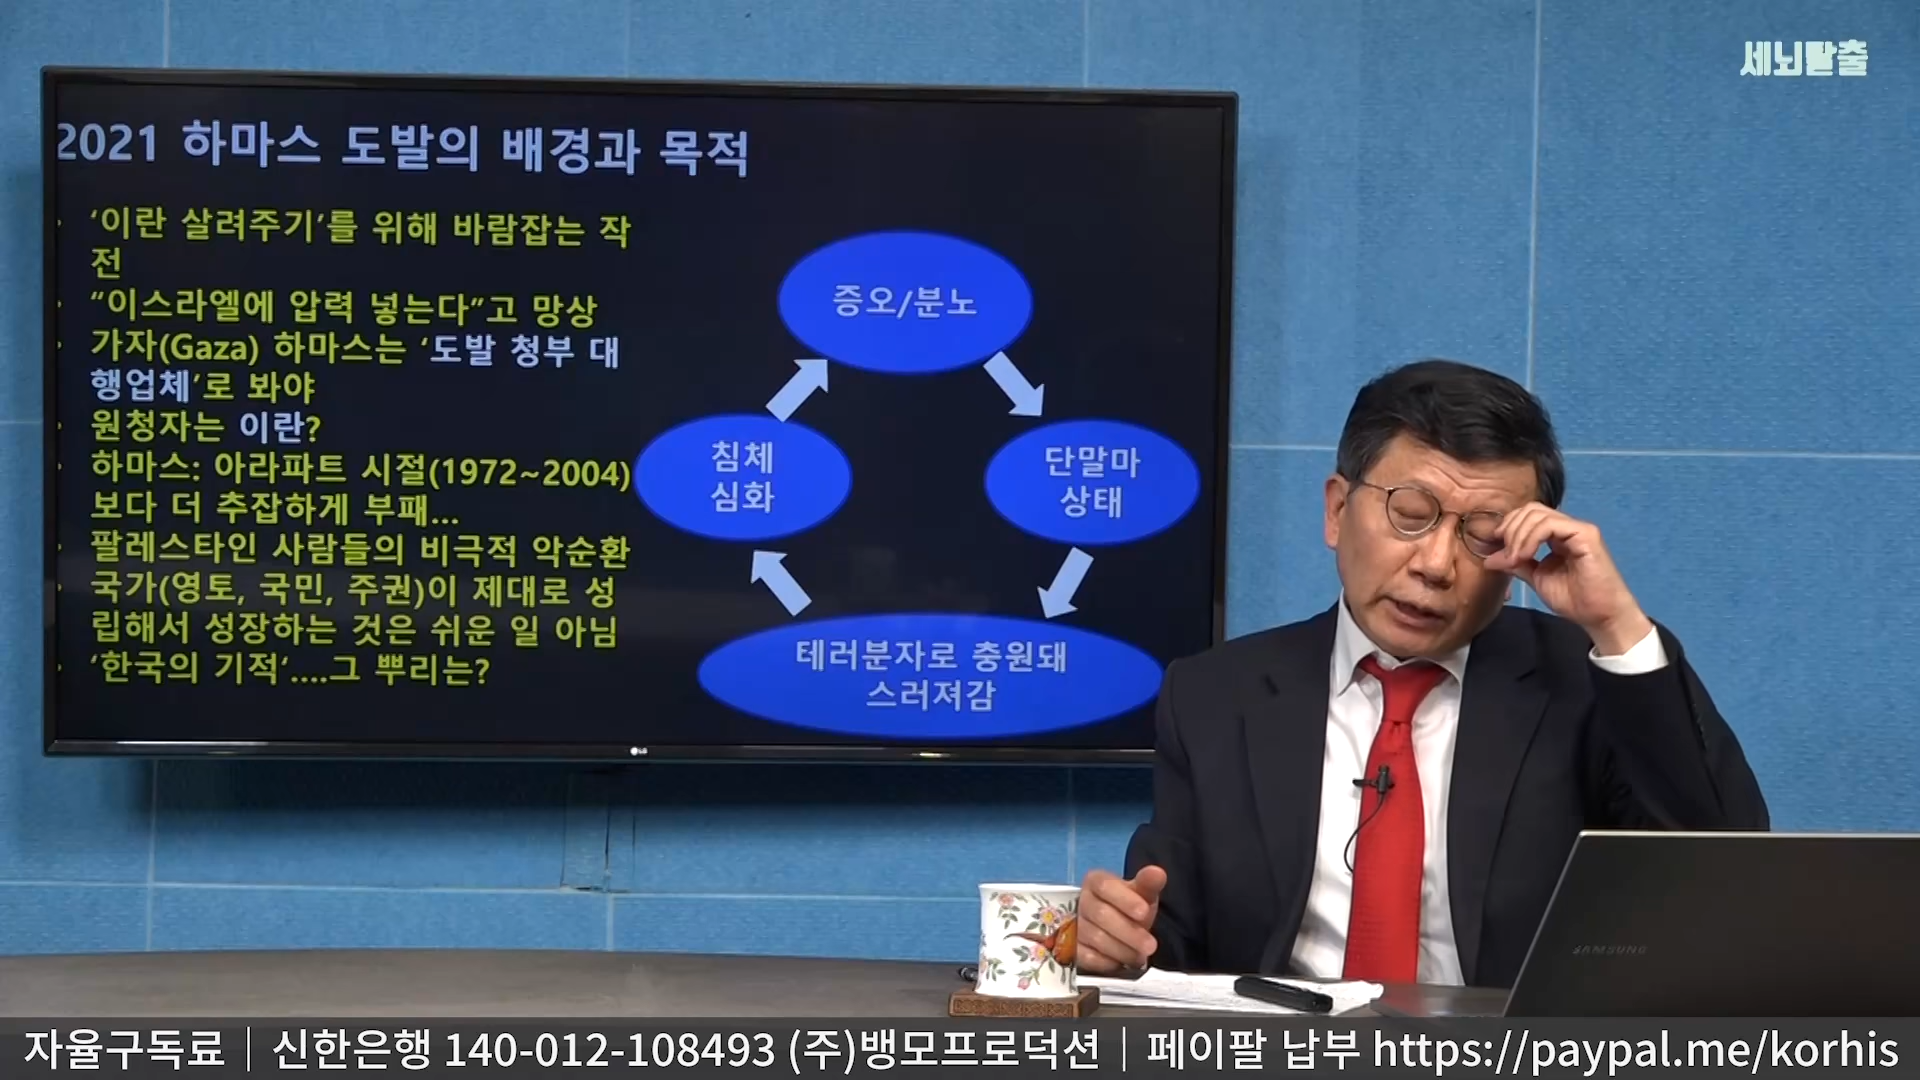 세뇌탈출
2021 하마스 도발의 배경과 목적
‘이란 살려주기’를 위해 바람잡는 작
전
“이스라엘에 압력 넣는다”고 망상
가자(Gaza) 하마스는 ‘도발 청부 대
행업체’로 봐야
원청자는 이란?
하마스: 아라파트 시절(1972~2004)
보다 더 추잡하게 부패...
팔레스타인 사람들의 비극적 악순환
국가(영토, 국민, 주권)이 제대로 성
립해서 성장하는 것은 쉬운 일 아님
‘한국의 기적‘....그 뿌리는?
증오/분노
단말마
상태
테러분자로 충원돼
스러져감
침체
심화
LG
SAMSUNG
자율구독료｜신한은행 140-012-108493 (주)뱅모프로덕션｜페이팔 납부 https://paypal.me/korhis